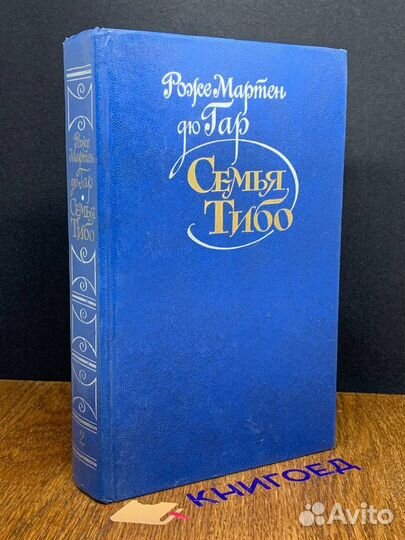 Роже Мартен
дю Гар
Семья
Тибо
Роже
Мартен
дю Гар
Семья
Тибо
2
КНИГОЕД
Avito